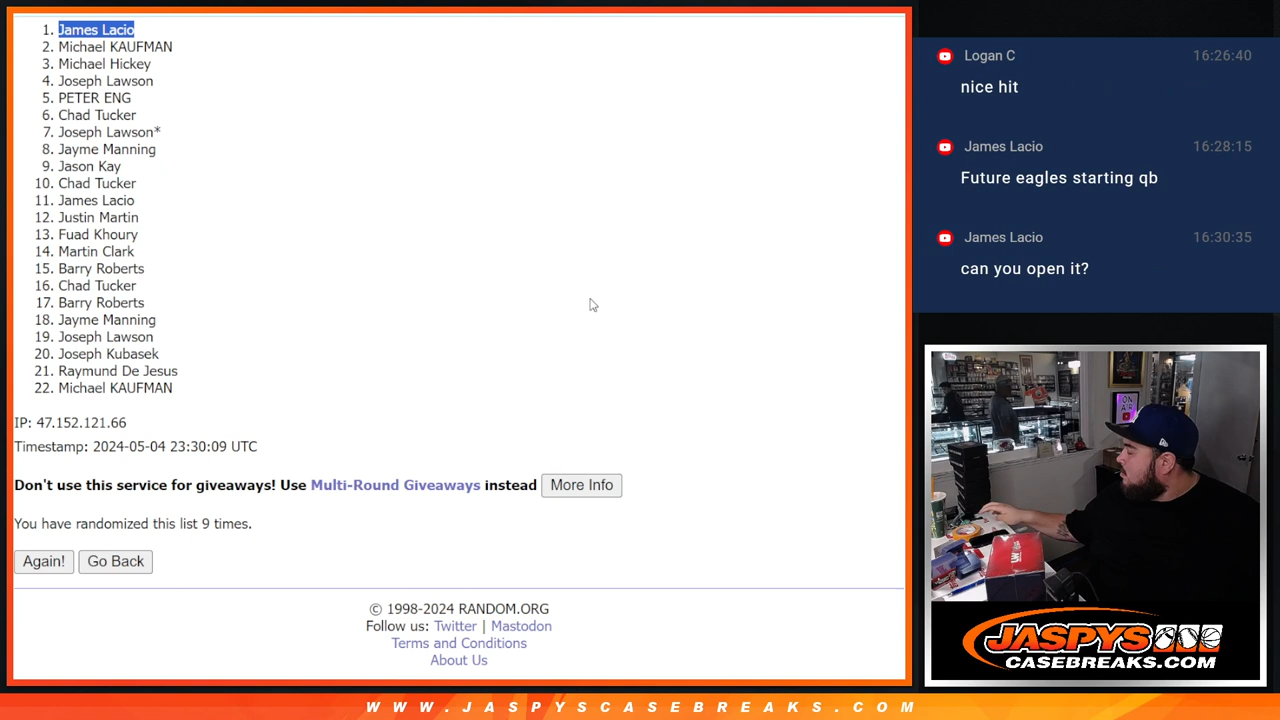 1. James Lacio
2. Michael KAUFMAN
3. Michael Hickey
4. Joseph Lawson
5. PETER ENG
6. Chad Tucker
7. Joseph Lawson*
8. Jayme Manning
9. Jason Kay
10. Chad Tucker
11. James Lacio
12. Justin Martin
13. Fuad Khoury
14. Martin Clark
15. Barry Roberts
16. Chad Tucker
17. Barry Roberts
18. Jayme Manning
19. Joseph Lawson
20. Joseph Kubasek
21. Raymund De Jesus
22. Michael KAUFMAN
IP: 47.152.121.66
Timestamp: 2024-05-04 23:30:09 UTC
Don't use this service for giveaways! Use Multi-Round Giveaways instead More Info
You have randomized this list 9 times.
Again! Go Back
© 1998-2024 RANDOM.ORG
Follow us: Twitter | Mastodon
Terms and Conditions
About Us
Logan C 16:26:40
nice hit
James Lacio 16:28:15
Future eagles starting qb
James Lacio 16:30:35
can you open it?
ON
AIR
JASPYS
CASEBREAKS.COM
WWW.JASPYSCASEBREAKS.COM